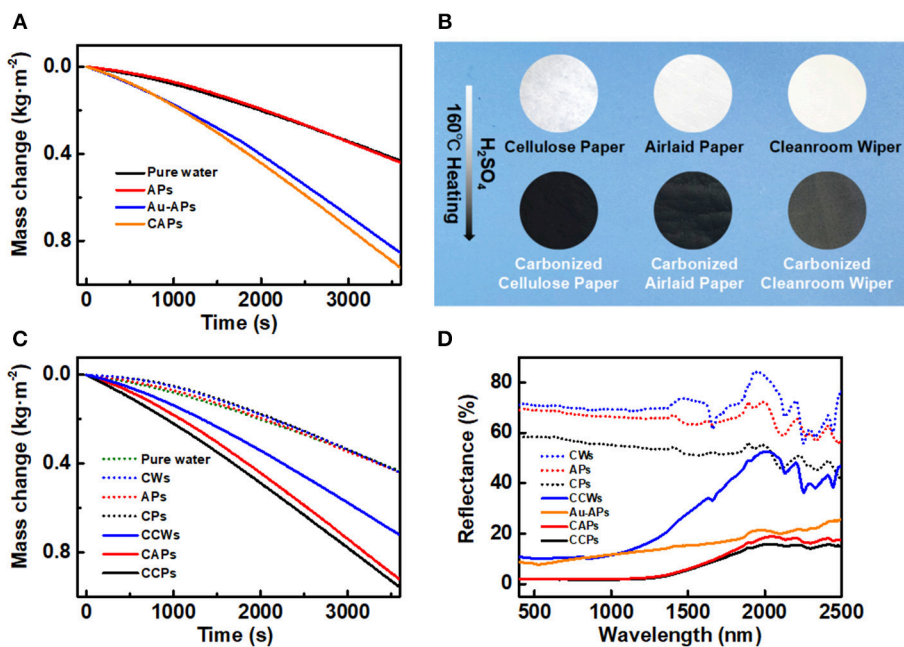 A
Mass change (kg·m-2)
0.0
0.4
0.8
Pure water
APs
Au-APs
CAPs
0
1000
2000
3000
Time (s)
B
H2SO4
160°C Heating
Cellulose Paper
Airlaid Paper
Cleanroom Wiper
Carbonized
Cellulose Paper
Carbonized
Airlaid Paper
Carbonized
Cleanroom Wiper
C
Mass change (kg·m-2)
0.0
0.4
0.8
Pure water
CWs
APs
CPs
CCWs
CAPs
CCPs
0
1000
2000
3000
Time (s)
D
Reflectance (%)
80
60
40
20
0
CWs
APs
CPs
CCWs
Au-APs
CAPs
CCPs
500
1000
1500
2000
2500
Wavelength (nm)